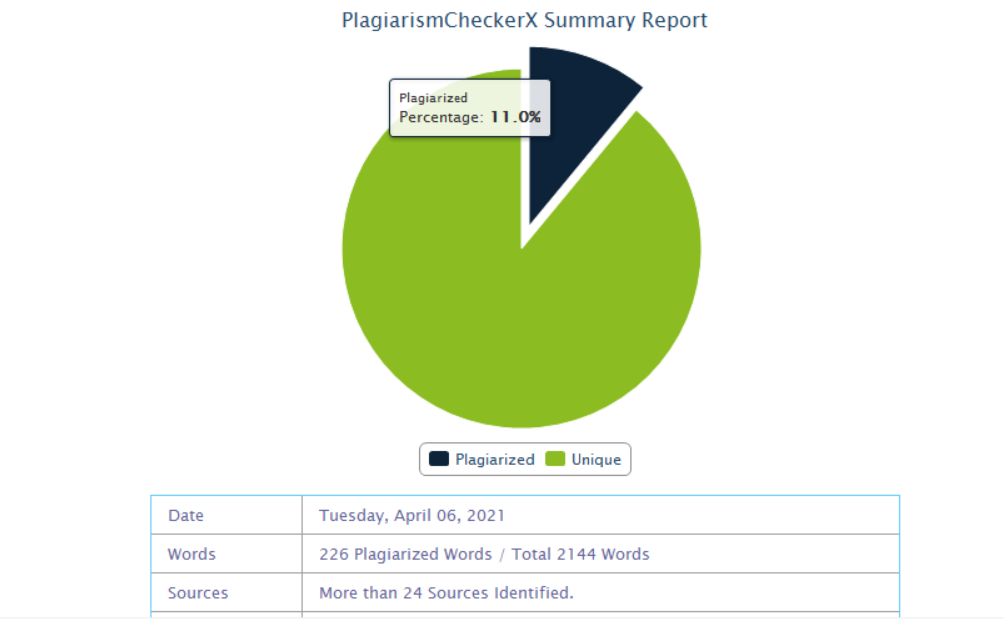 PlagiarismCheckerX Summary Report
Plagiarized
Percentage: 11.0%
Plagiarized Unique
Date Tuesday, April 06, 2021
Words 226 Plagiarized Words / Total 2144 Words
Sources More than 24 Sources Identified.